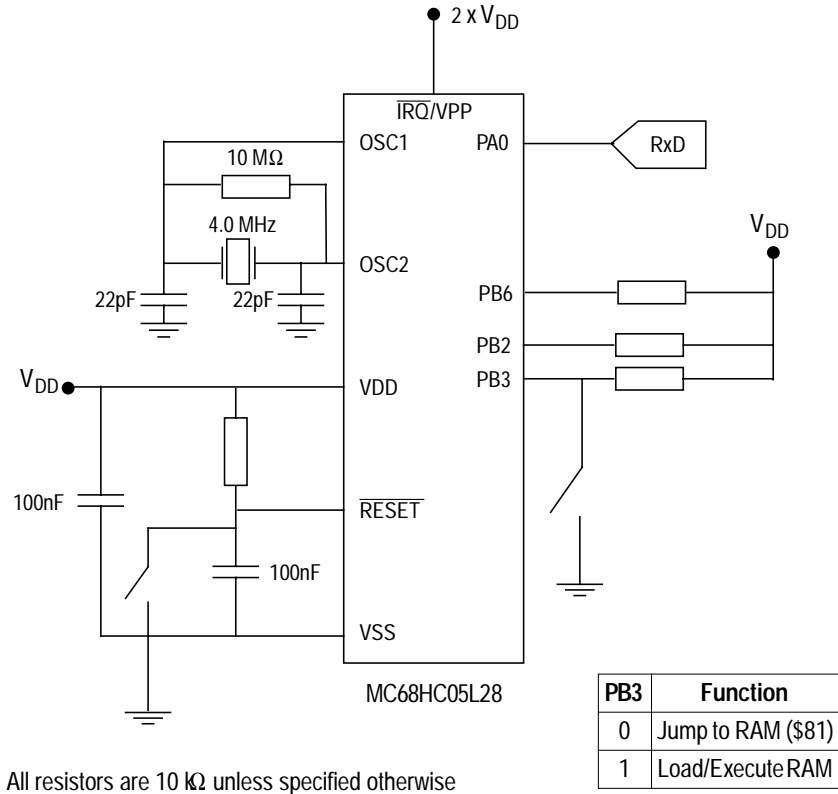 2 x VDD
IRQ/VPP
OSC1
PA0
RxD
10 MΩ
4.0 MHz
VDD
OSC2
22pF
22pF
PB6
PB2
VDD
VDD
PB3
100nF
RESET
100nF
VSS
MC68HC05L28
PB3 Function
0 Jump to RAM ($81)
1 Load/Execute RAM
All resistors are 10 kΩ unless specified otherwise